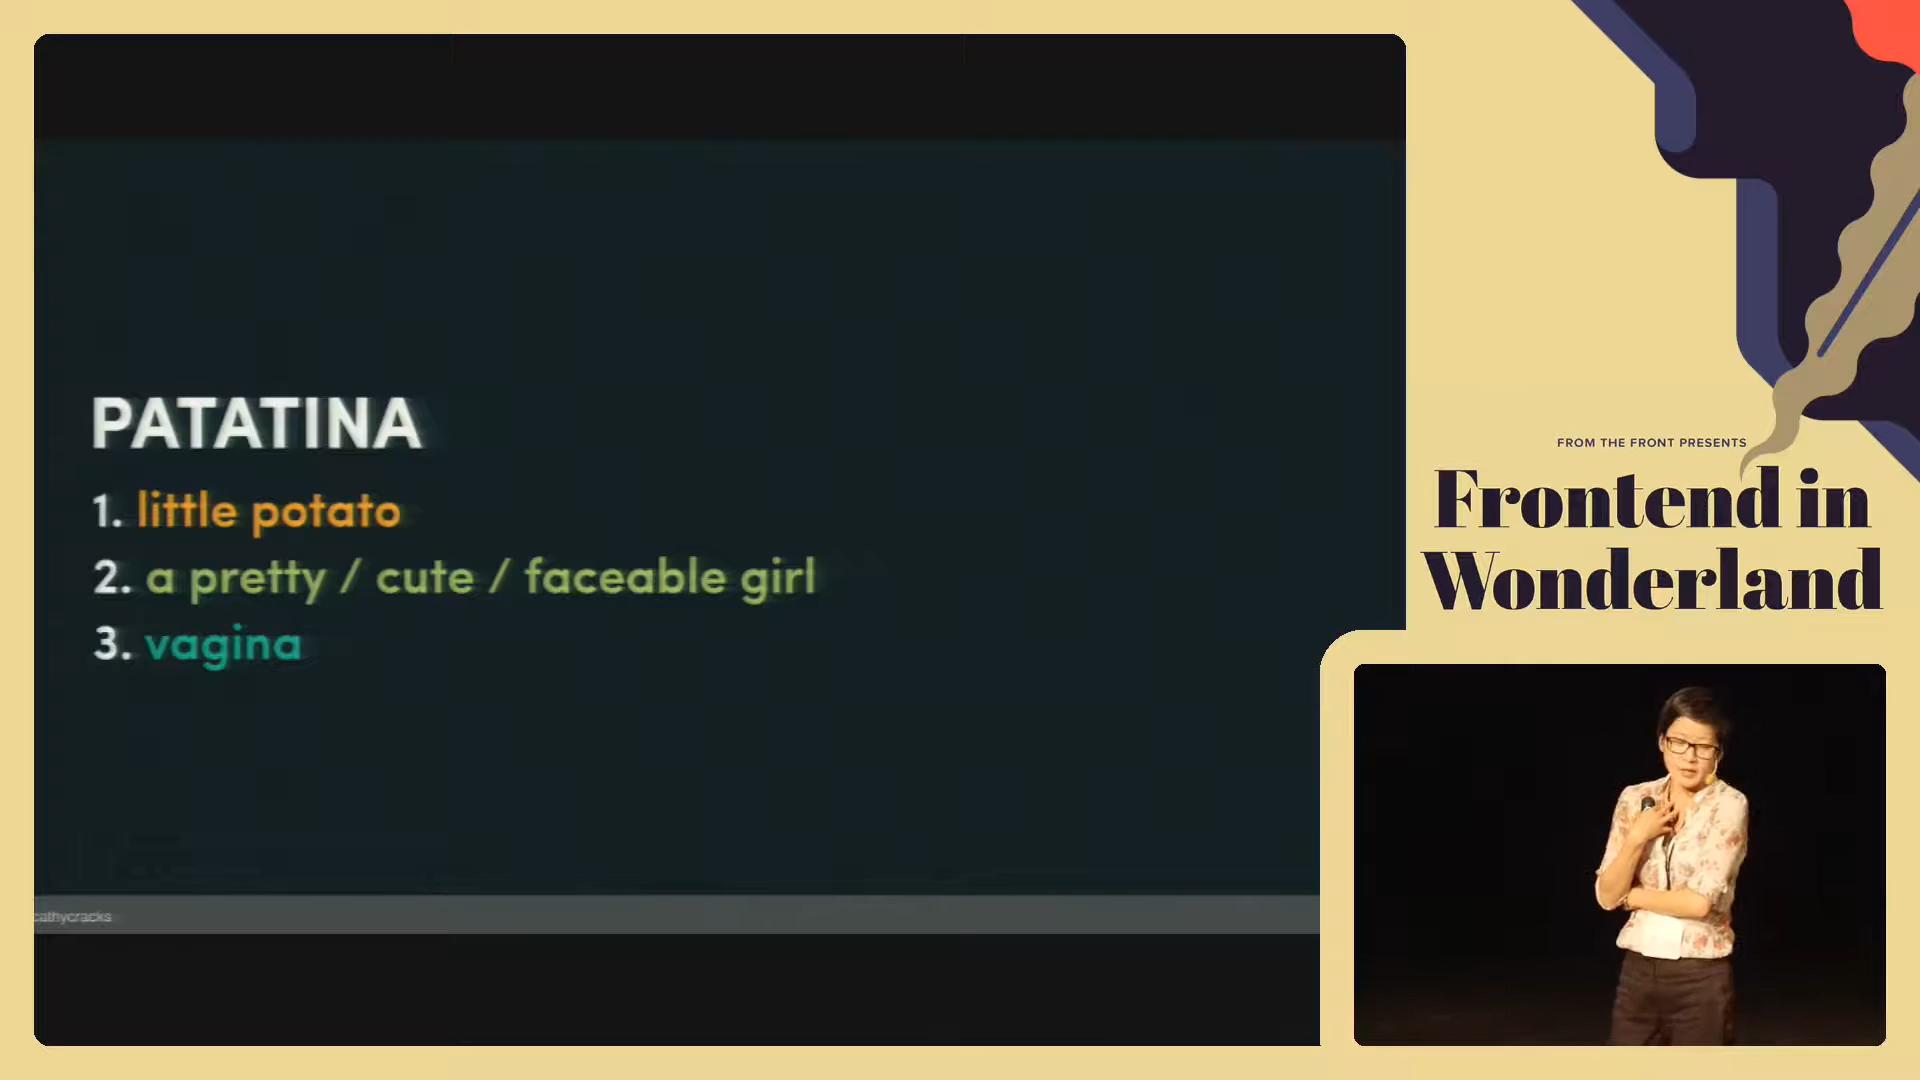 PATATINA
1. little potato
2. a pretty / cute / faceable girl
3. vagina
cathycracks
FROM THE FRONT PRESENTS
Frontend in
Wonderland